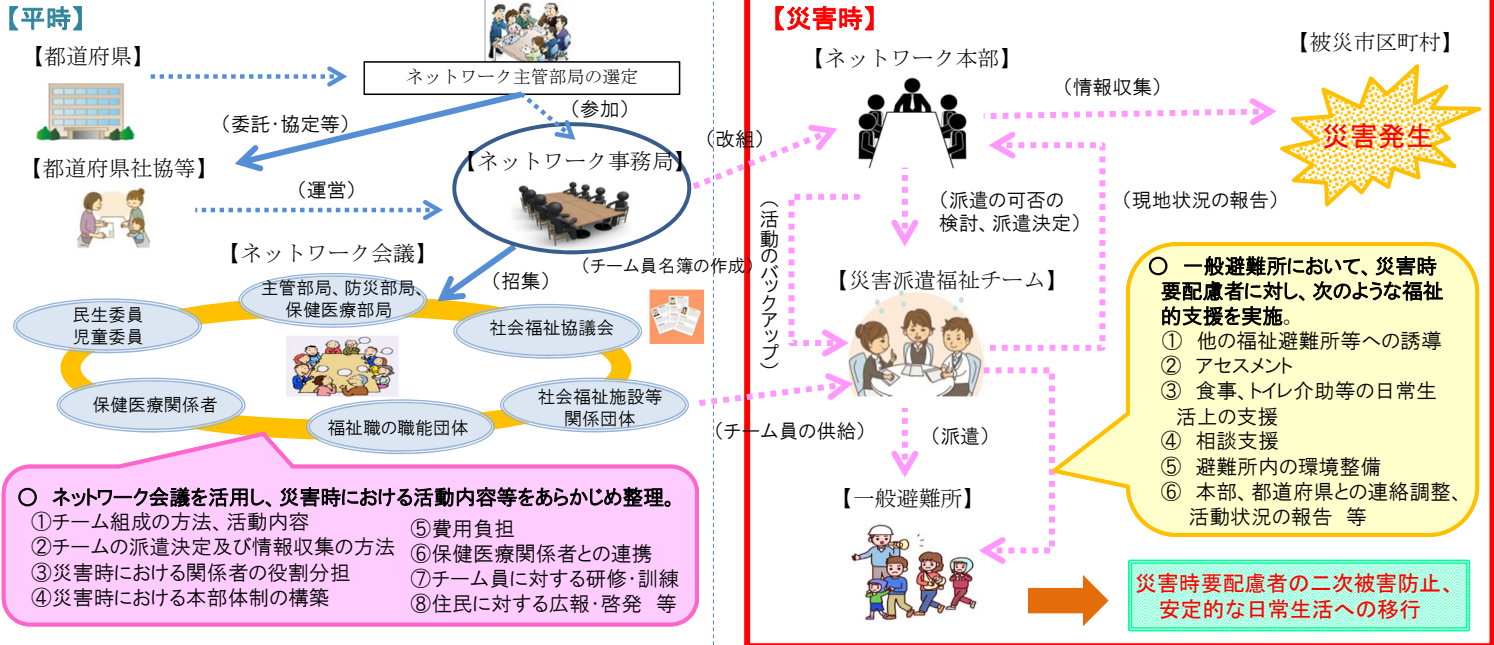 【平時】
【都道府県】
ネットワーク主管部局の選定
(委託・協定等)
(参加)
【都道府県社協等】
(運営)
【ネットワーク事務局】
【ネットワーク会議】
(招集)
(チーム員名簿の作成)
主管部局、防災部局、
保健医療部局
民生委員
児童委員
社会福祉協議会
保健医療関係者
福祉職の職能団体
社会福祉施設等
関係団体
○ ネットワーク会議を活用し、災害時における活動内容等をあらかじめ整理。
①チーム組成の方法、活動内容
②チームの派遣決定及び情報収集の方法
③災害時における関係者の役割分担
④災害時における本部体制の構築
⑤費用負担
⑥保健医療関係者との連携
⑦チーム員に対する研修・訓練
⑧住民に対する広報・啓発 等
(改組)
(チーム員の供給)
【災害時】
【ネットワーク本部】
(情報収集)
【被災市区町村】
災害発生
(活動のバックアップ)
(派遣の可否の
検討、派遣決定)
(現地状況の報告)
【災害派遣福祉チーム】
(派遣)
【一般避難所】
○ 一般避難所において、災害時
要配慮者に対し、次のような福祉
的支援を実施。
① 他の福祉避難所等への誘導
② アセスメント
③ 食事、トイレ介助等の日常生
活上の支援
④ 相談支援
⑤ 避難所内の環境整備
⑥ 本部、都道府県との連絡調整、
活動状況の報告 等
災害時要配慮者の二次被害防止、
安定的な日常生活への移行